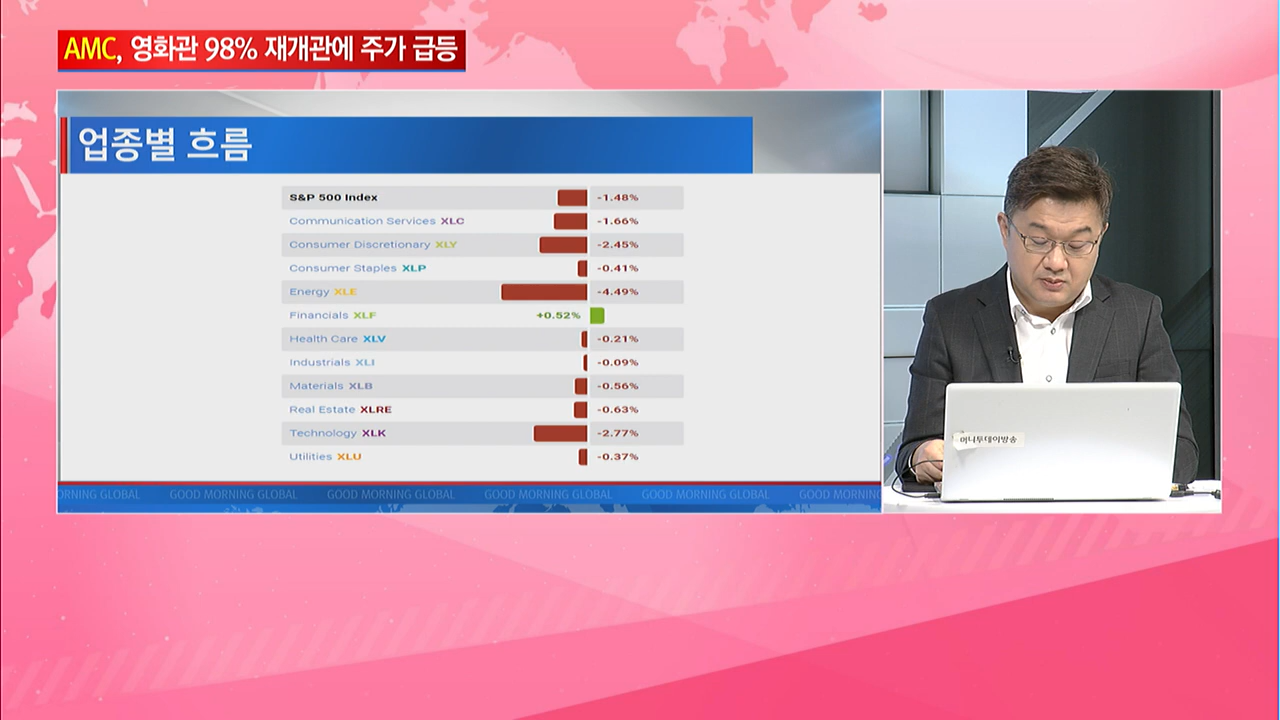 AMC, 영화관 98% 재개관에 주가 급등
업종별 흐름
S&P 500 Index -1.48%
Communication Services XLC -1.66%
Consumer Discretionary XLY -2.45%
Consumer Staples XLP -0.41%
Energy XLE -4.49%
Financials XLF +0.52%
Health Care XLV -0.21%
Industrials XLI -0.09%
Materials XLB -0.56%
Real Estate XLRE -0.63%
Technology XLK -2.77%
Utilities XLU -0.37%
ORNING GLOBAL GOOD MORNING GLOBAL GOOD MORNING GLOBAL GOOD MORNING GLOBAL GOOD MORNING GLOBAL GOOD MORNING
머니투데이방송